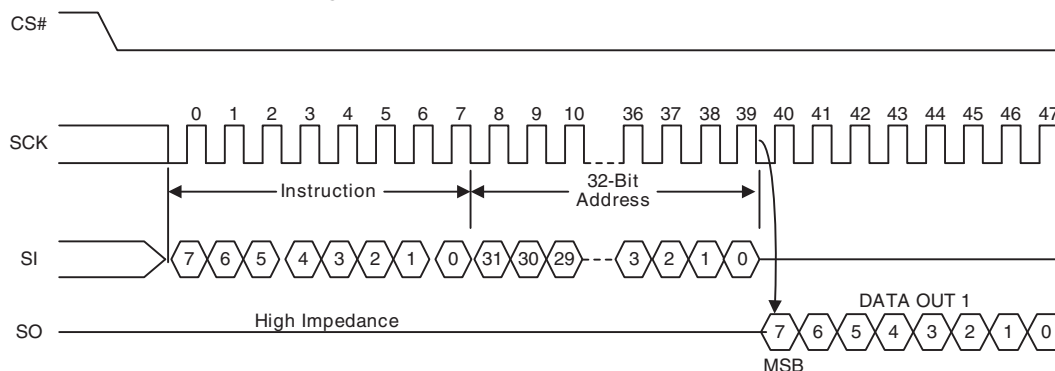 CS#
0 1 2 3 4 5 6 7 8 9 10 36 37 38 39 40 41 42 43 44 45 46 47
SCK
Instruction
32-Bit
Address
SI
7 6 5 4 3 2 1 0 31 30 29 3 2 1 0
DATA OUT 1
High Impedance
SO
7 6 5 4 3 2 1 0
MSB